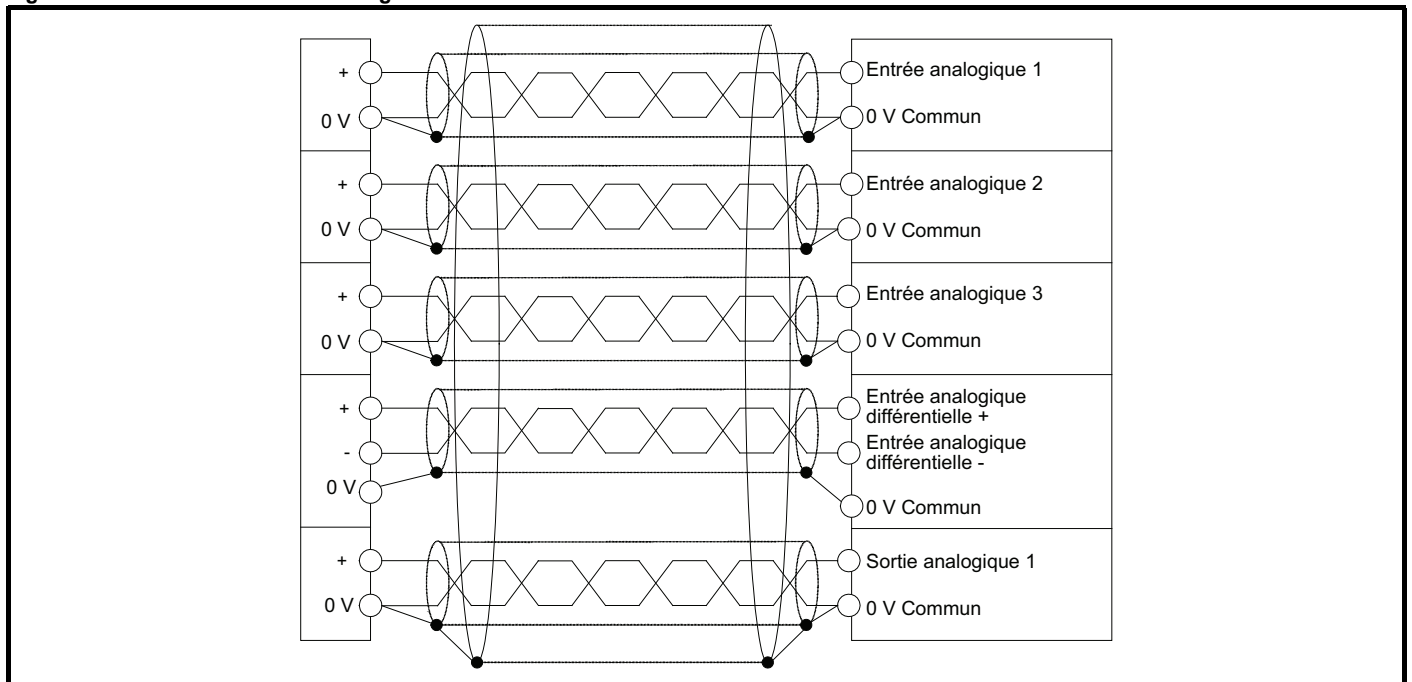 +
Entrée analogique 1
0 V
0 V Commun
+
Entrée analogique 2
0 V
0 V Commun
+
Entrée analogique 3
0 V
0 V Commun
+
Entrée analogique
différentielle +
-
Entrée analogique
différentielle -
0 V
0 V Commun
+
Sortie analogique 1
0 V
0 V Commun